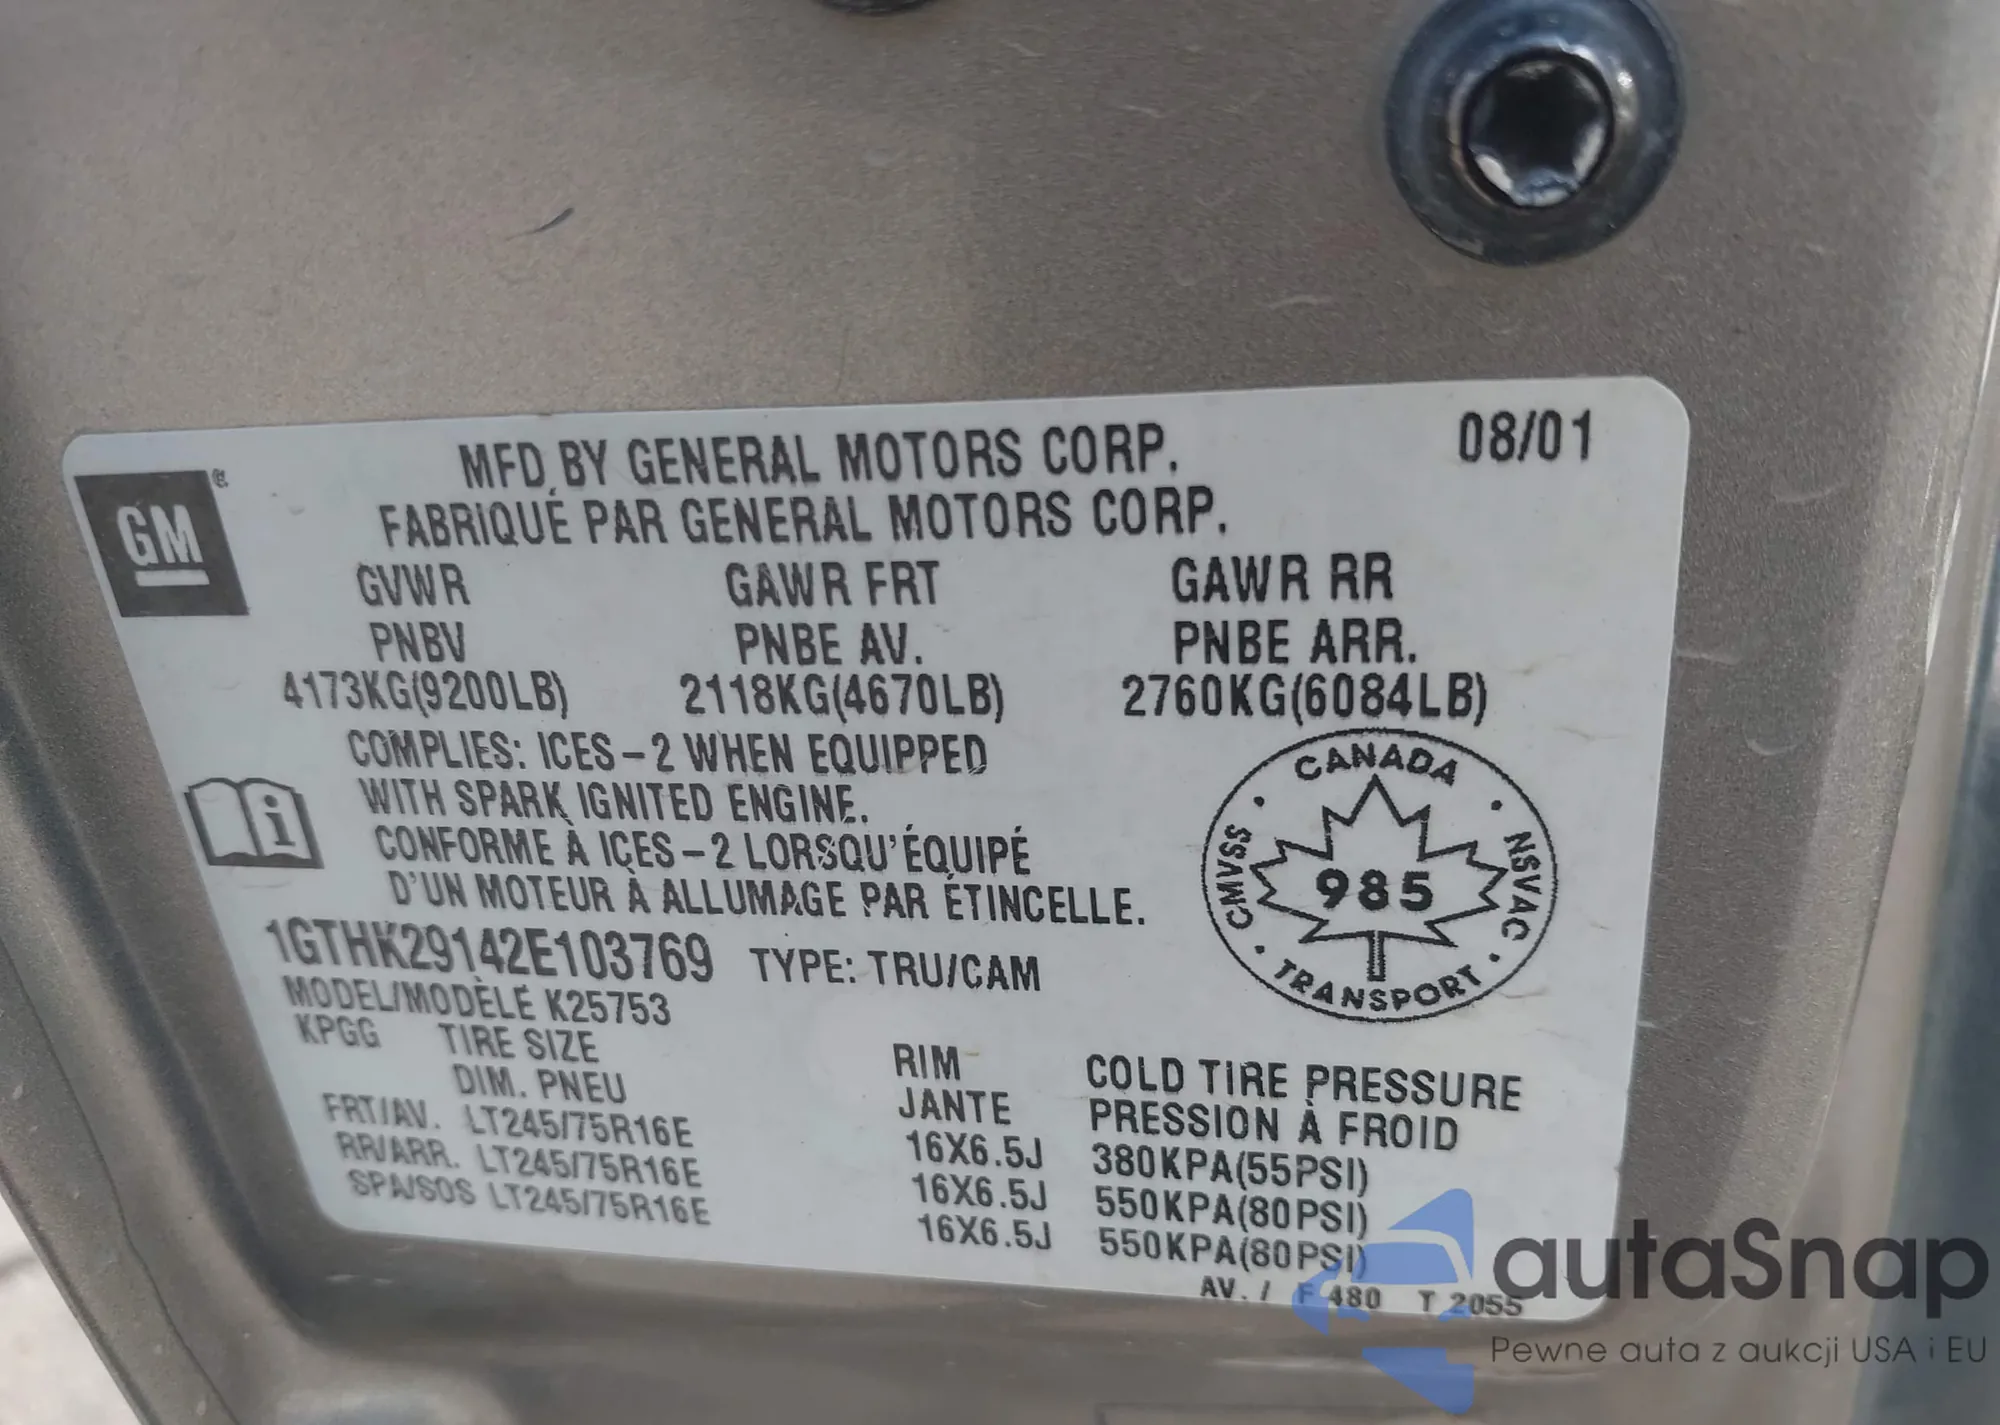 MFD BY GENERAL MOTORS CORP. 08/01
FABRIQUÉ PAR GENERAL MOTORS CORP.
GM
GVWR GAWR FRT GAWR RR
PNBV PNBE AV. PNBE ARR.
4173KG(9200LB) 2118KG(4670LB) 2760KG(6084LB)
COMPLIES: ICES-2 WHEN EQUIPPED
WITH SPARK IGNITED ENGINE.
CONFORME À ICES-2 LORSQU'ÉQUIPÉ
D'UN MOTEUR À ALLUMAGE PAR ÉTINCELLE.
CANADA
CMVSS 985 NSVAC
TRANSPORT
1GTHK29142E103769 TYPE: TRU/CAM
MODEL/MODÈLE K25753
KPGG TIRE SIZE RIM COLD TIRE PRESSURE
DIM. PNEU JANTE PRESSION À FROID
FRT/AV. LT245/75R16E 16X6.5J 380KPA(55PSI)
RR/ARR. LT245/75R16E 16X6.5J 550KPA(80PSI)
SPA/SOS LT245/75R16E 16X6.5J 550KPA(80PSI)
AV. / F 480 T 2055
autaSnap
Pewne auta z aukcji USA i EU